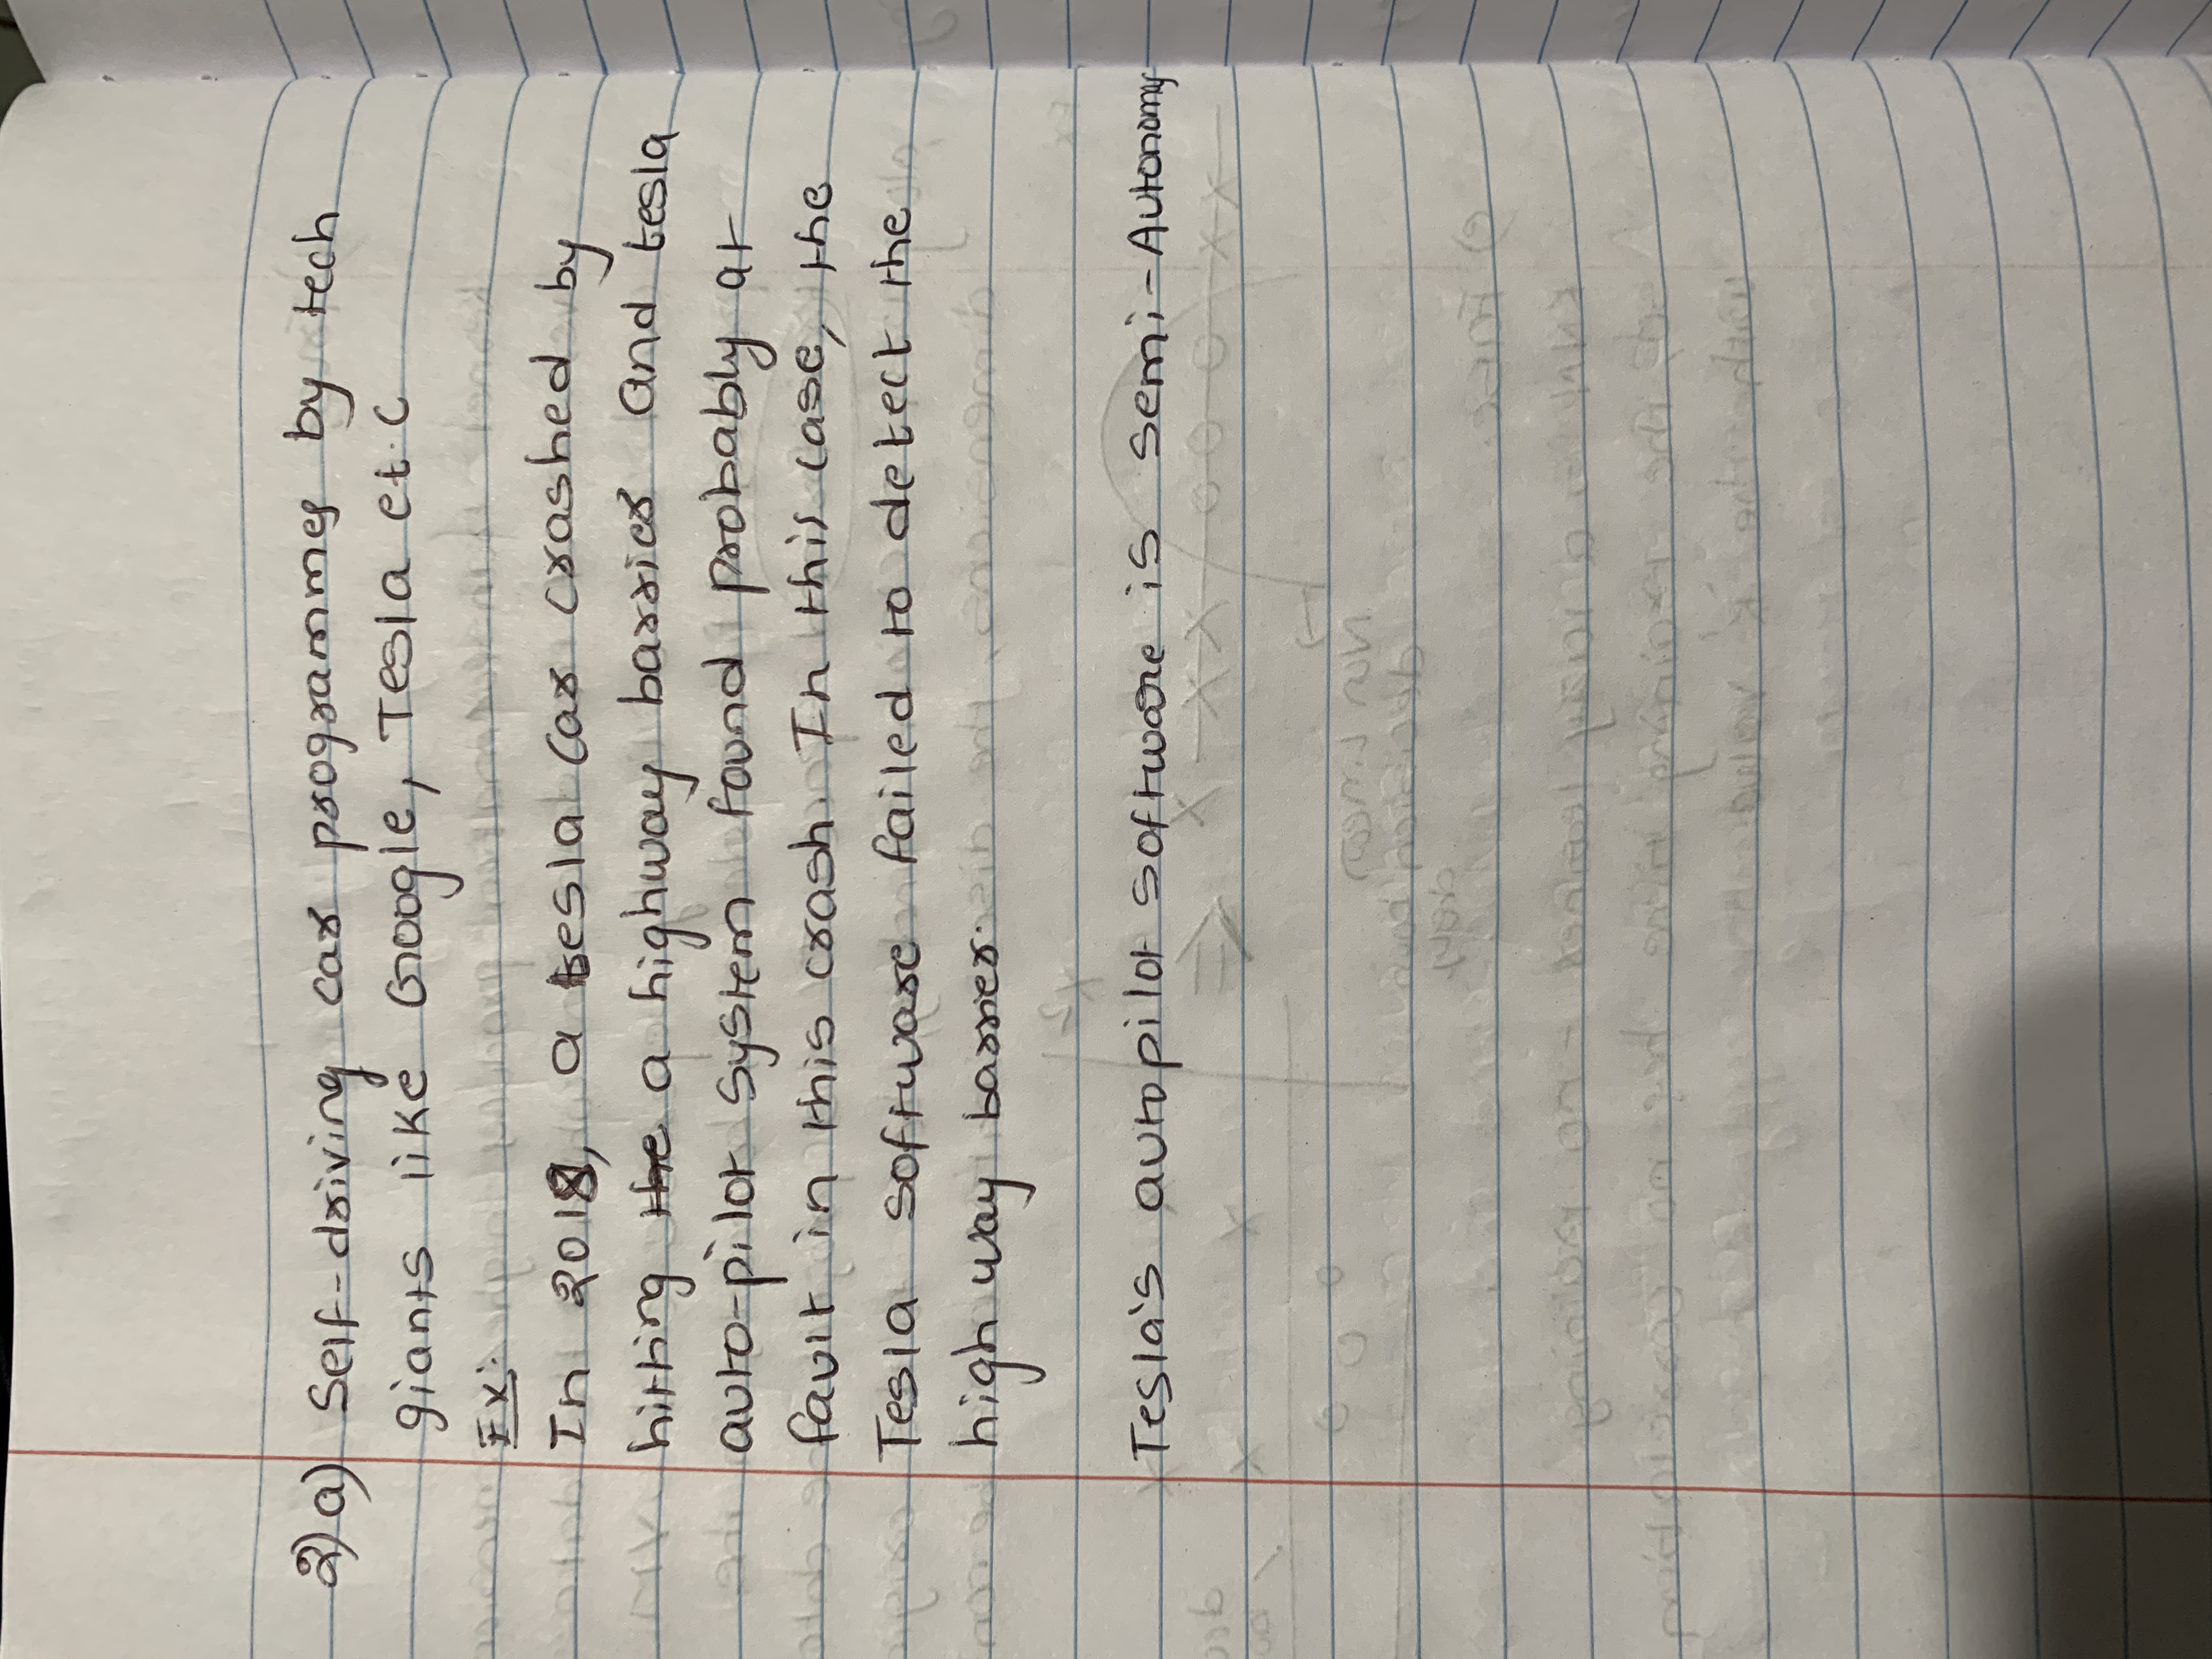 2) a) Self-driving car programmes by tech
giants like Google, Tesla et.c
Ex:
In 2018, a tesla car crashed by
hitting the a highway barrier and tesla
auto-pilot system found probably at
fault in this crash. In this case, the
Tesla software failed to detect the
high way barrier.
Tesla's autopilot software is semi-Autonomy